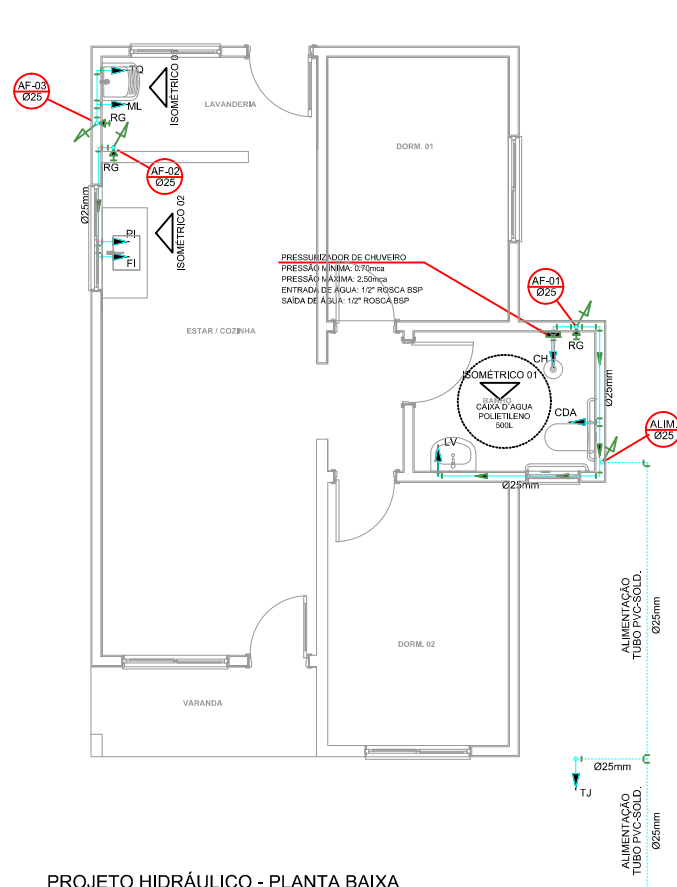 ISOMÉTRICO 03
TQ
AF-03
Ø25
ML
LAVANDERIA
RG
DORM. 01
RG
AF-02
Ø25
Ø25mm
ISOMÉTRICO 02
PI
FI
PRESSURIZADOR DE CHUVEIRO
PRESSÃO MÍNIMA: 0.70mca
PRESSÃO MÁXIMA: 2.50mca
ENTRADA DE ÁGUA: 1/2" ROSCA BSP
SAÍDA DE ÁGUA: 1/2" ROSCA BSP
AF-01
Ø25
ESTAR / COZINHA
RG
CH
ISOMÉTRICO 01
Ø25mm
BANHO
CAIXA D'AGUA
POLIETILENO
500L
CDA
ALIM.
Ø25
LV
Ø25mm
ALIMENTAÇÃO
TUBO PVC-SOLD.
Ø25mm
DORM. 02
VARANDA
Ø25mm
TJ
ALIMENTAÇÃO
TUBO PVC-SOLD.
Ø25mm
PROJETO HIDRÁULICO - PLANTA BAIXA